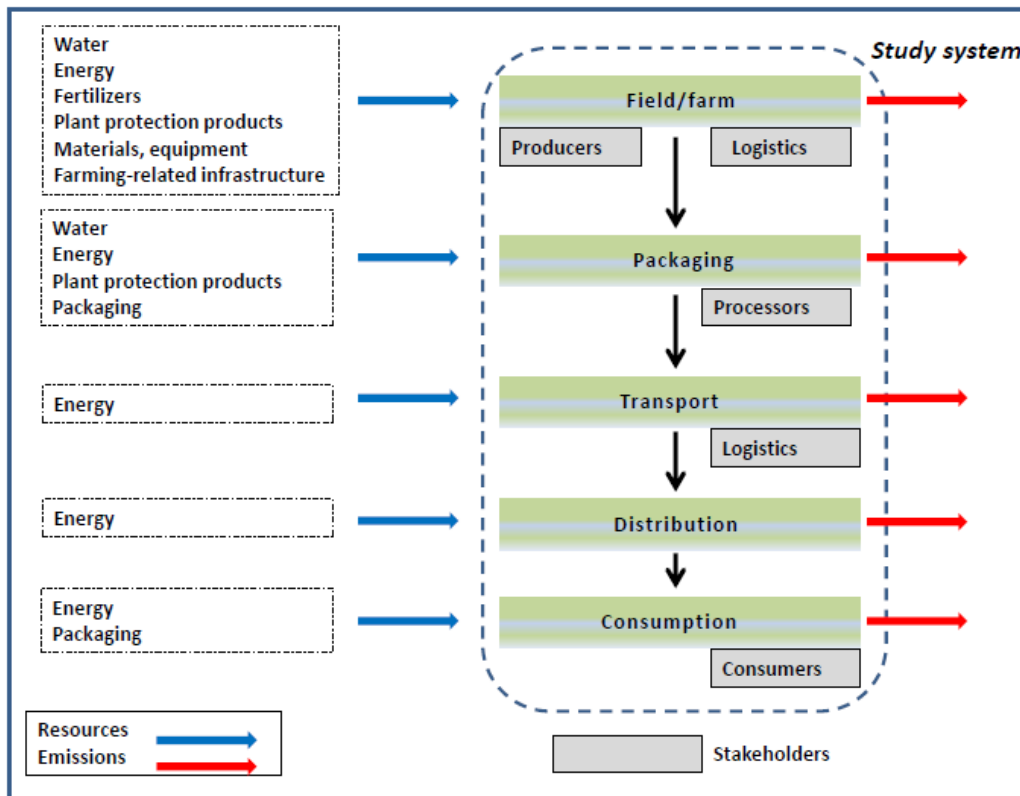 Study system
Water
Energy
Fertilizers
Plant protection products
Materials, equipment
Farming-related infrastructure
Field/farm
Producers
Logistics
Water
Energy
Plant protection products
Packaging
Packaging
Processors
Energy
Transport
Logistics
Energy
Distribution
Energy
Packaging
Consumption
Consumers
Resources
Emissions
Stakeholders